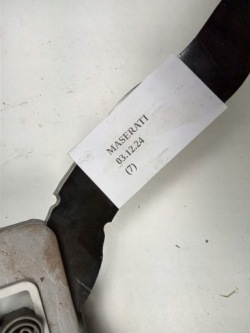 MASERATI
03.12.24
(7)